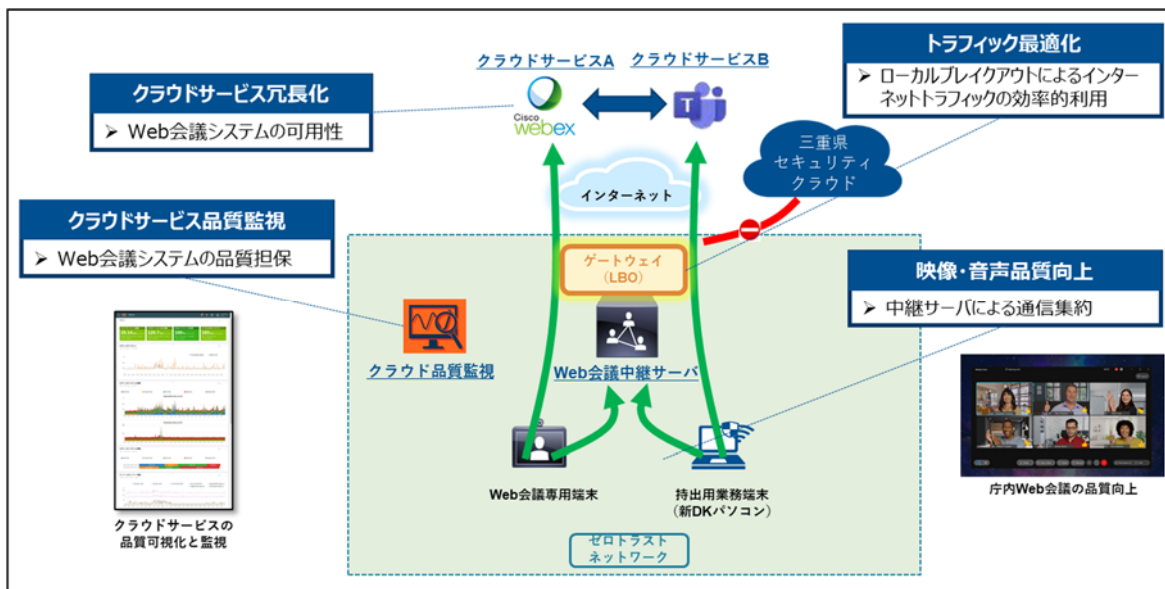 クラウドサービスA
クラウドサービスB
トラフィック最適化
➢ ローカルブレイクアウトによるインター
ネットトラフィックの効率的利用
クラウドサービス冗長化
➢ Web会議システムの可用性
Cisco
webex
T
三重県
セキュリティ
クラウド
インターネット
クラウドサービス品質監視
➢ Web会議システムの品質担保
ゲートウェイ
(LBO)
映像・音声品質向上
➢ 中継サーバによる通信集約
クラウド品質監視
Web会議中継サーバ
Web会議専用端末
持出用業務端末
(新DKパソコン)
庁内Web会議の品質向上
クラウドサービスの
品質可視化と監視
ゼロトラスト
ネットワーク